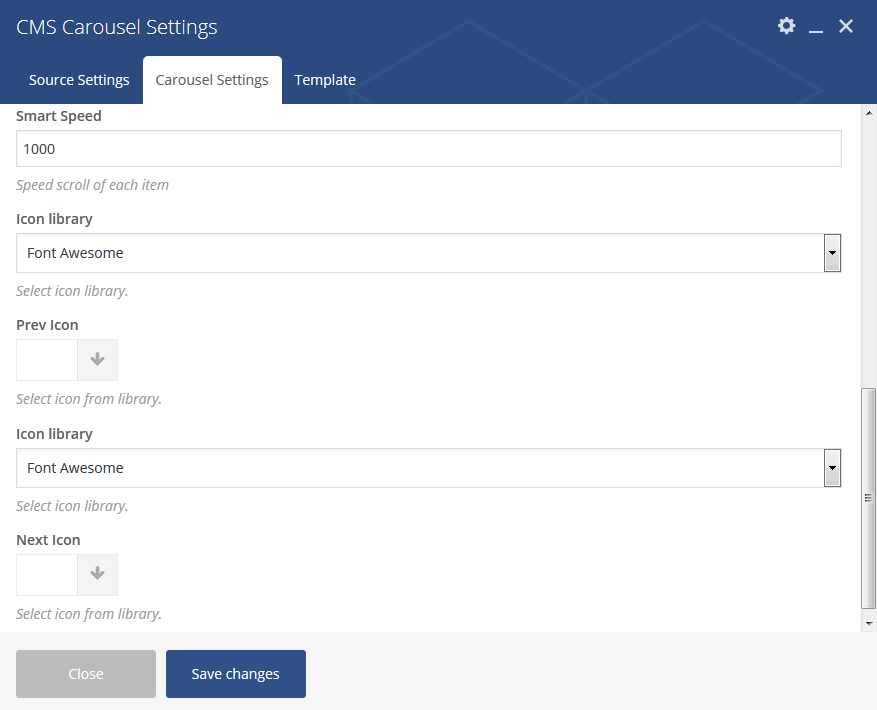 CMS Carousel Settings
Source Settings Carousel Settings Template
Smart Speed
1000
Speed scroll of each item
Icon library
Font Awesome
Select icon library.
Prev Icon
Select icon from library.
Icon library
Font Awesome
Select icon library.
Next Icon
Select icon from library.
Close Save changes